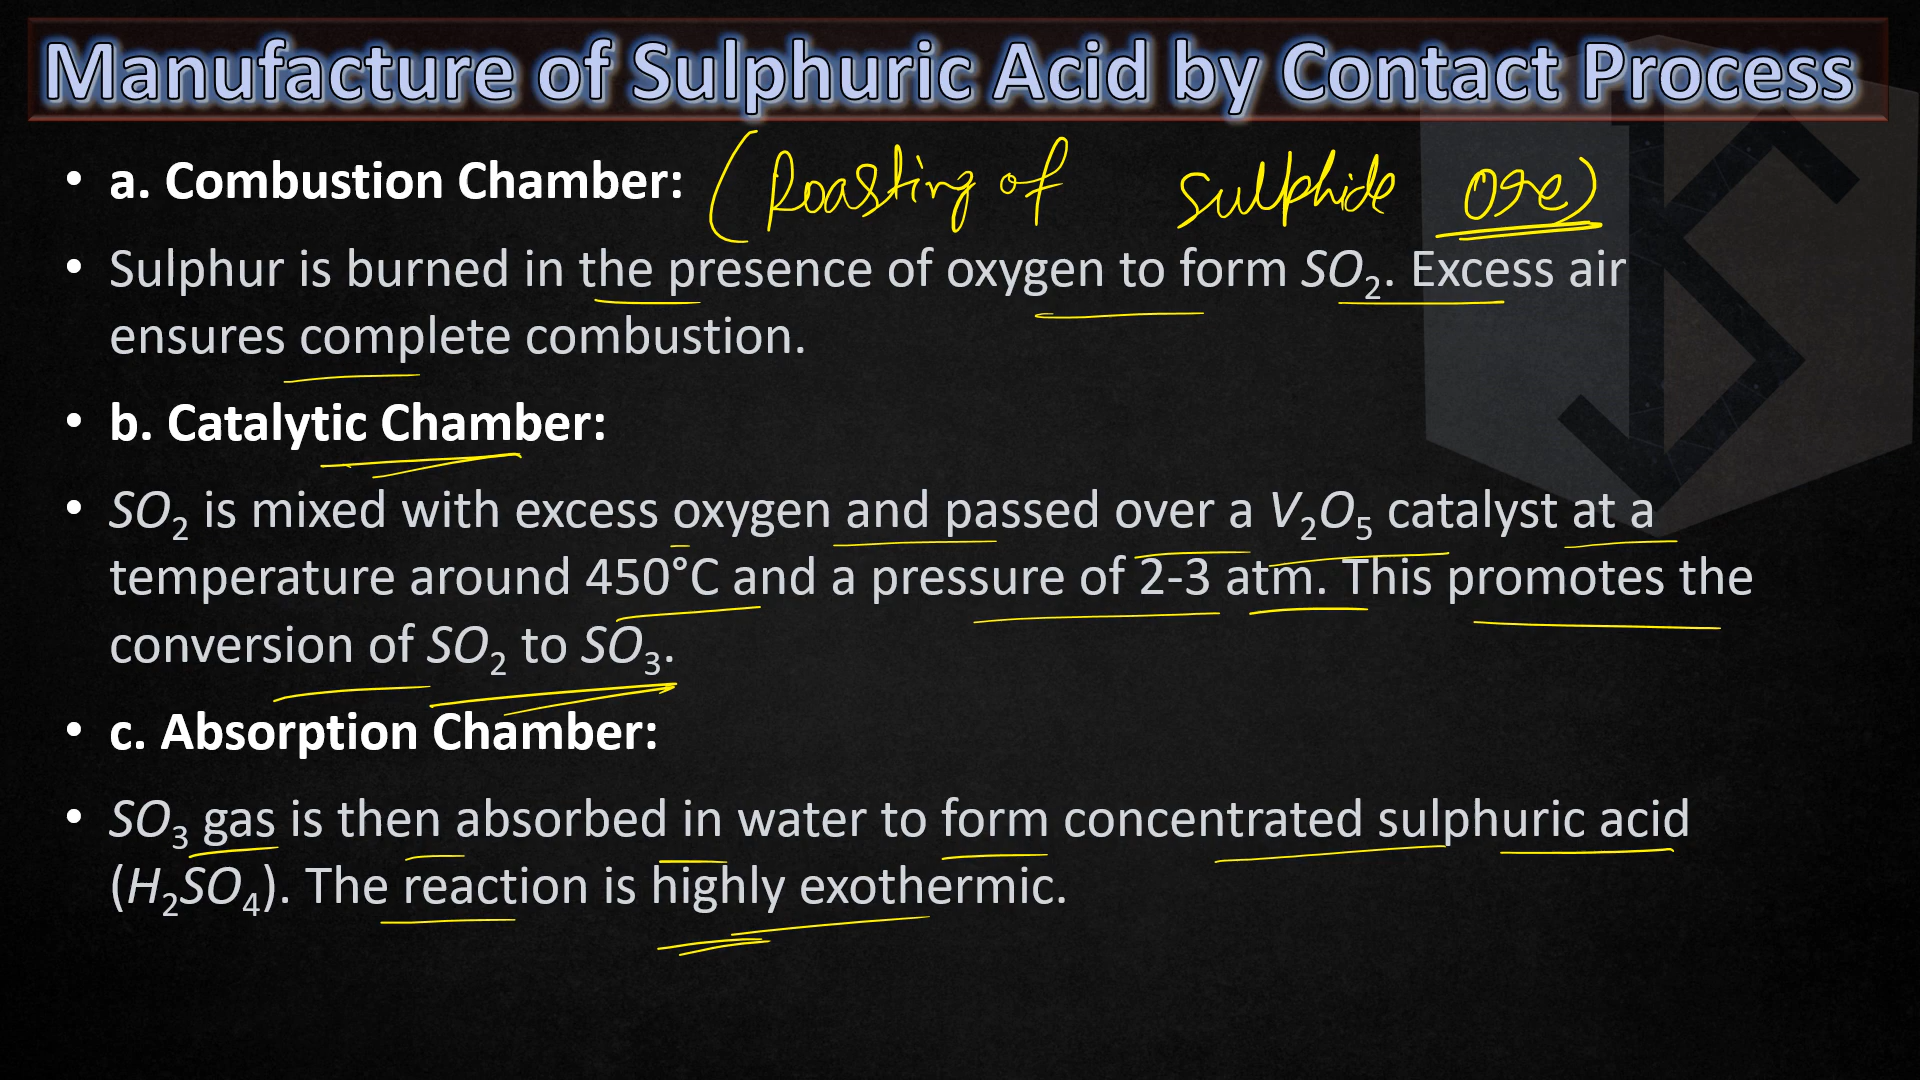 Manufacture of Sulphuric Acid by Contact Process
• a. Combustion Chamber: (Roasting of sulphide ore)
• Sulphur is burned in the presence of oxygen to form SO₂. Excess air
ensures complete combustion.
• b. Catalytic Chamber:
• SO₂ is mixed with excess oxygen and passed over a V₂O₅ catalyst at a
temperature around 450°C and a pressure of 2-3 atm. This promotes the
conversion of SO₂ to SO₃.
• c. Absorption Chamber:
• SO₃ gas is then absorbed in water to form concentrated sulphuric acid
(H₂SO₄). The reaction is highly exothermic.